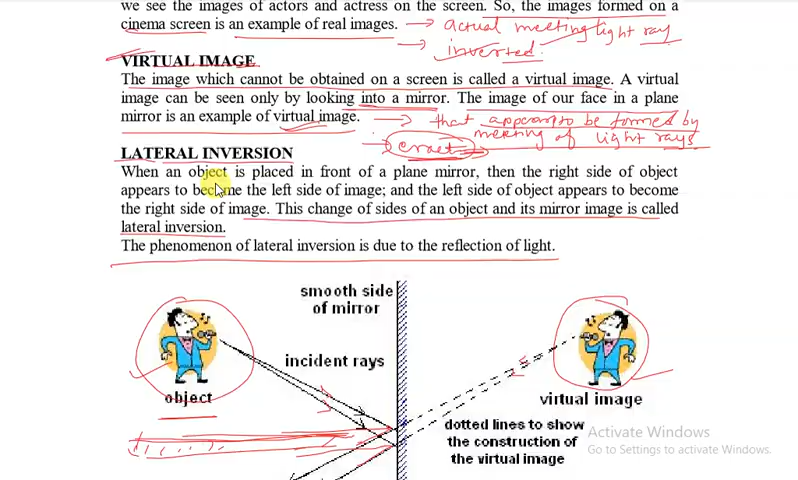 we see the images of actors and actress on the screen. So, the images formed on a
cinema screen is an example of real images. → actual meeting light ray
→ inverted.
VIRTUAL IMAGE
The image which cannot be obtained on a screen is called a virtual image. A virtual
image can be seen only by looking into a mirror. The image of our face in a plane
mirror is an example of virtual image. → that appears to be formed by
meeting of light rays
→ erect
LATERAL INVERSION
When an object is placed in front of a plane mirror, then the right side of object
appears to become the left side of image; and the left side of object appears to become
the right side of image. This change of sides of an object and its mirror image is called
lateral inversion.
The phenomenon of lateral inversion is due to the reflection of light.
smooth side
of mirror
incident rays
object
virtual image
dotted lines to show
the construction of
the virtual image
Activate Windows
Go to Settings to activate Windows.